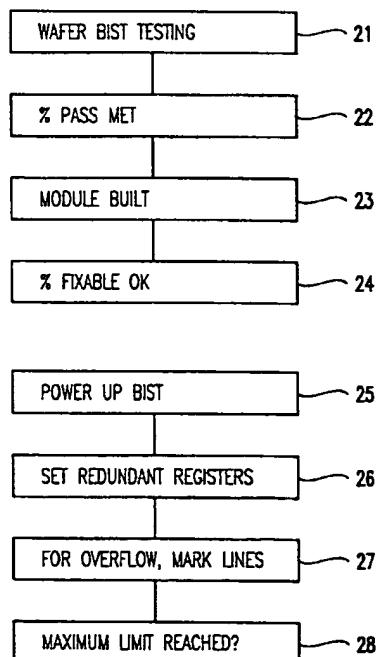 WAFER BIST TESTING 21
% PASS MET 22
MODULE BUILT 23
% FIXABLE OK 24
POWER UP BIST 25
SET REDUNDANT REGISTERS 26
FOR OVERFLOW, MARK LINES 27
MAXIMUM LIMIT REACHED? 28